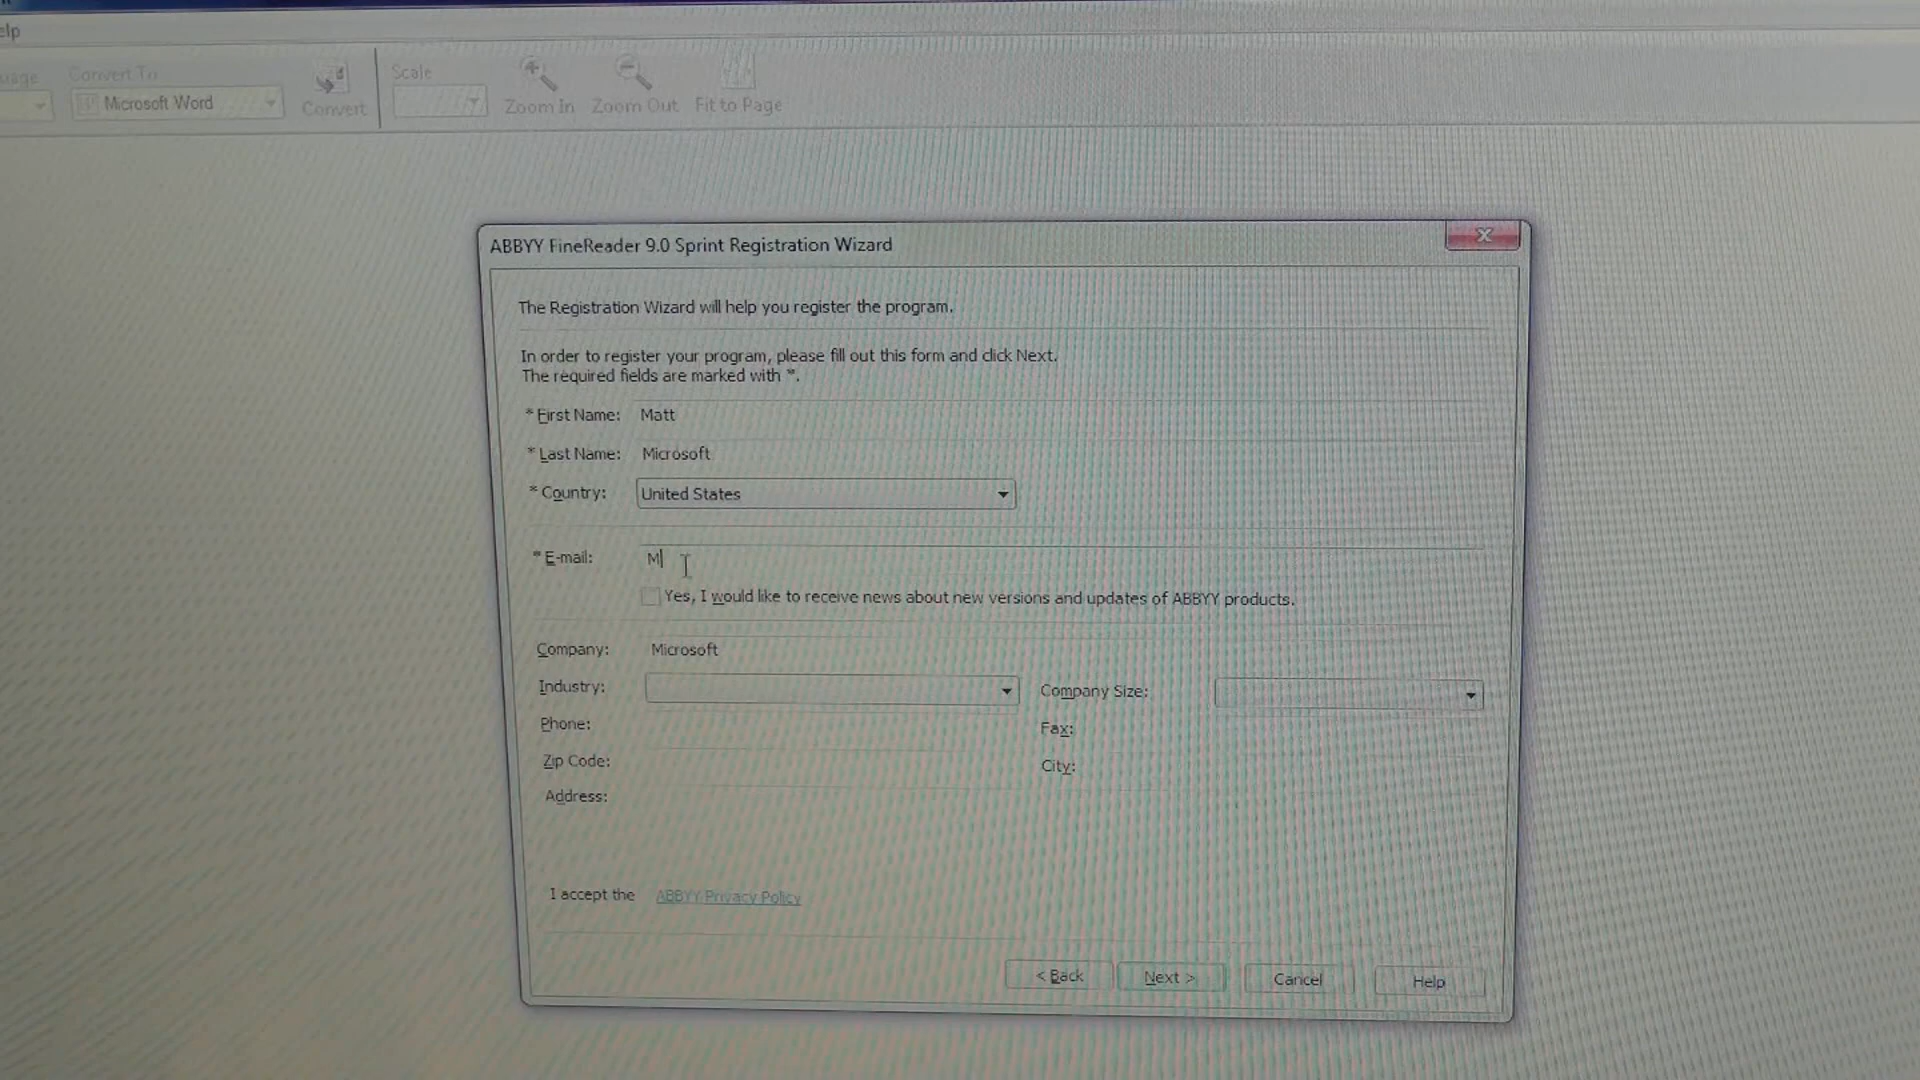 elp
uage
Convert To
Scale
Microsoft Word
Convert
Zoom In
Zoom Out
Fit to Page
ABBYY FineReader 9.0 Sprint Registration Wizard
The Registration Wizard will help you register the program.
In order to register your program, please fill out this form and click Next.
The required fields are marked with *.
* First Name: Matt
* Last Name: Microsoft
* Country: United States
* E-mail: M
Yes, I would like to receive news about new versions and updates of ABBYY products.
Company: Microsoft
Industry:
Company Size:
Phone:
Fax:
Zip Code:
City:
Address:
I accept the ABBYY Privacy Policy
< Back
Next >
Cancel
Help